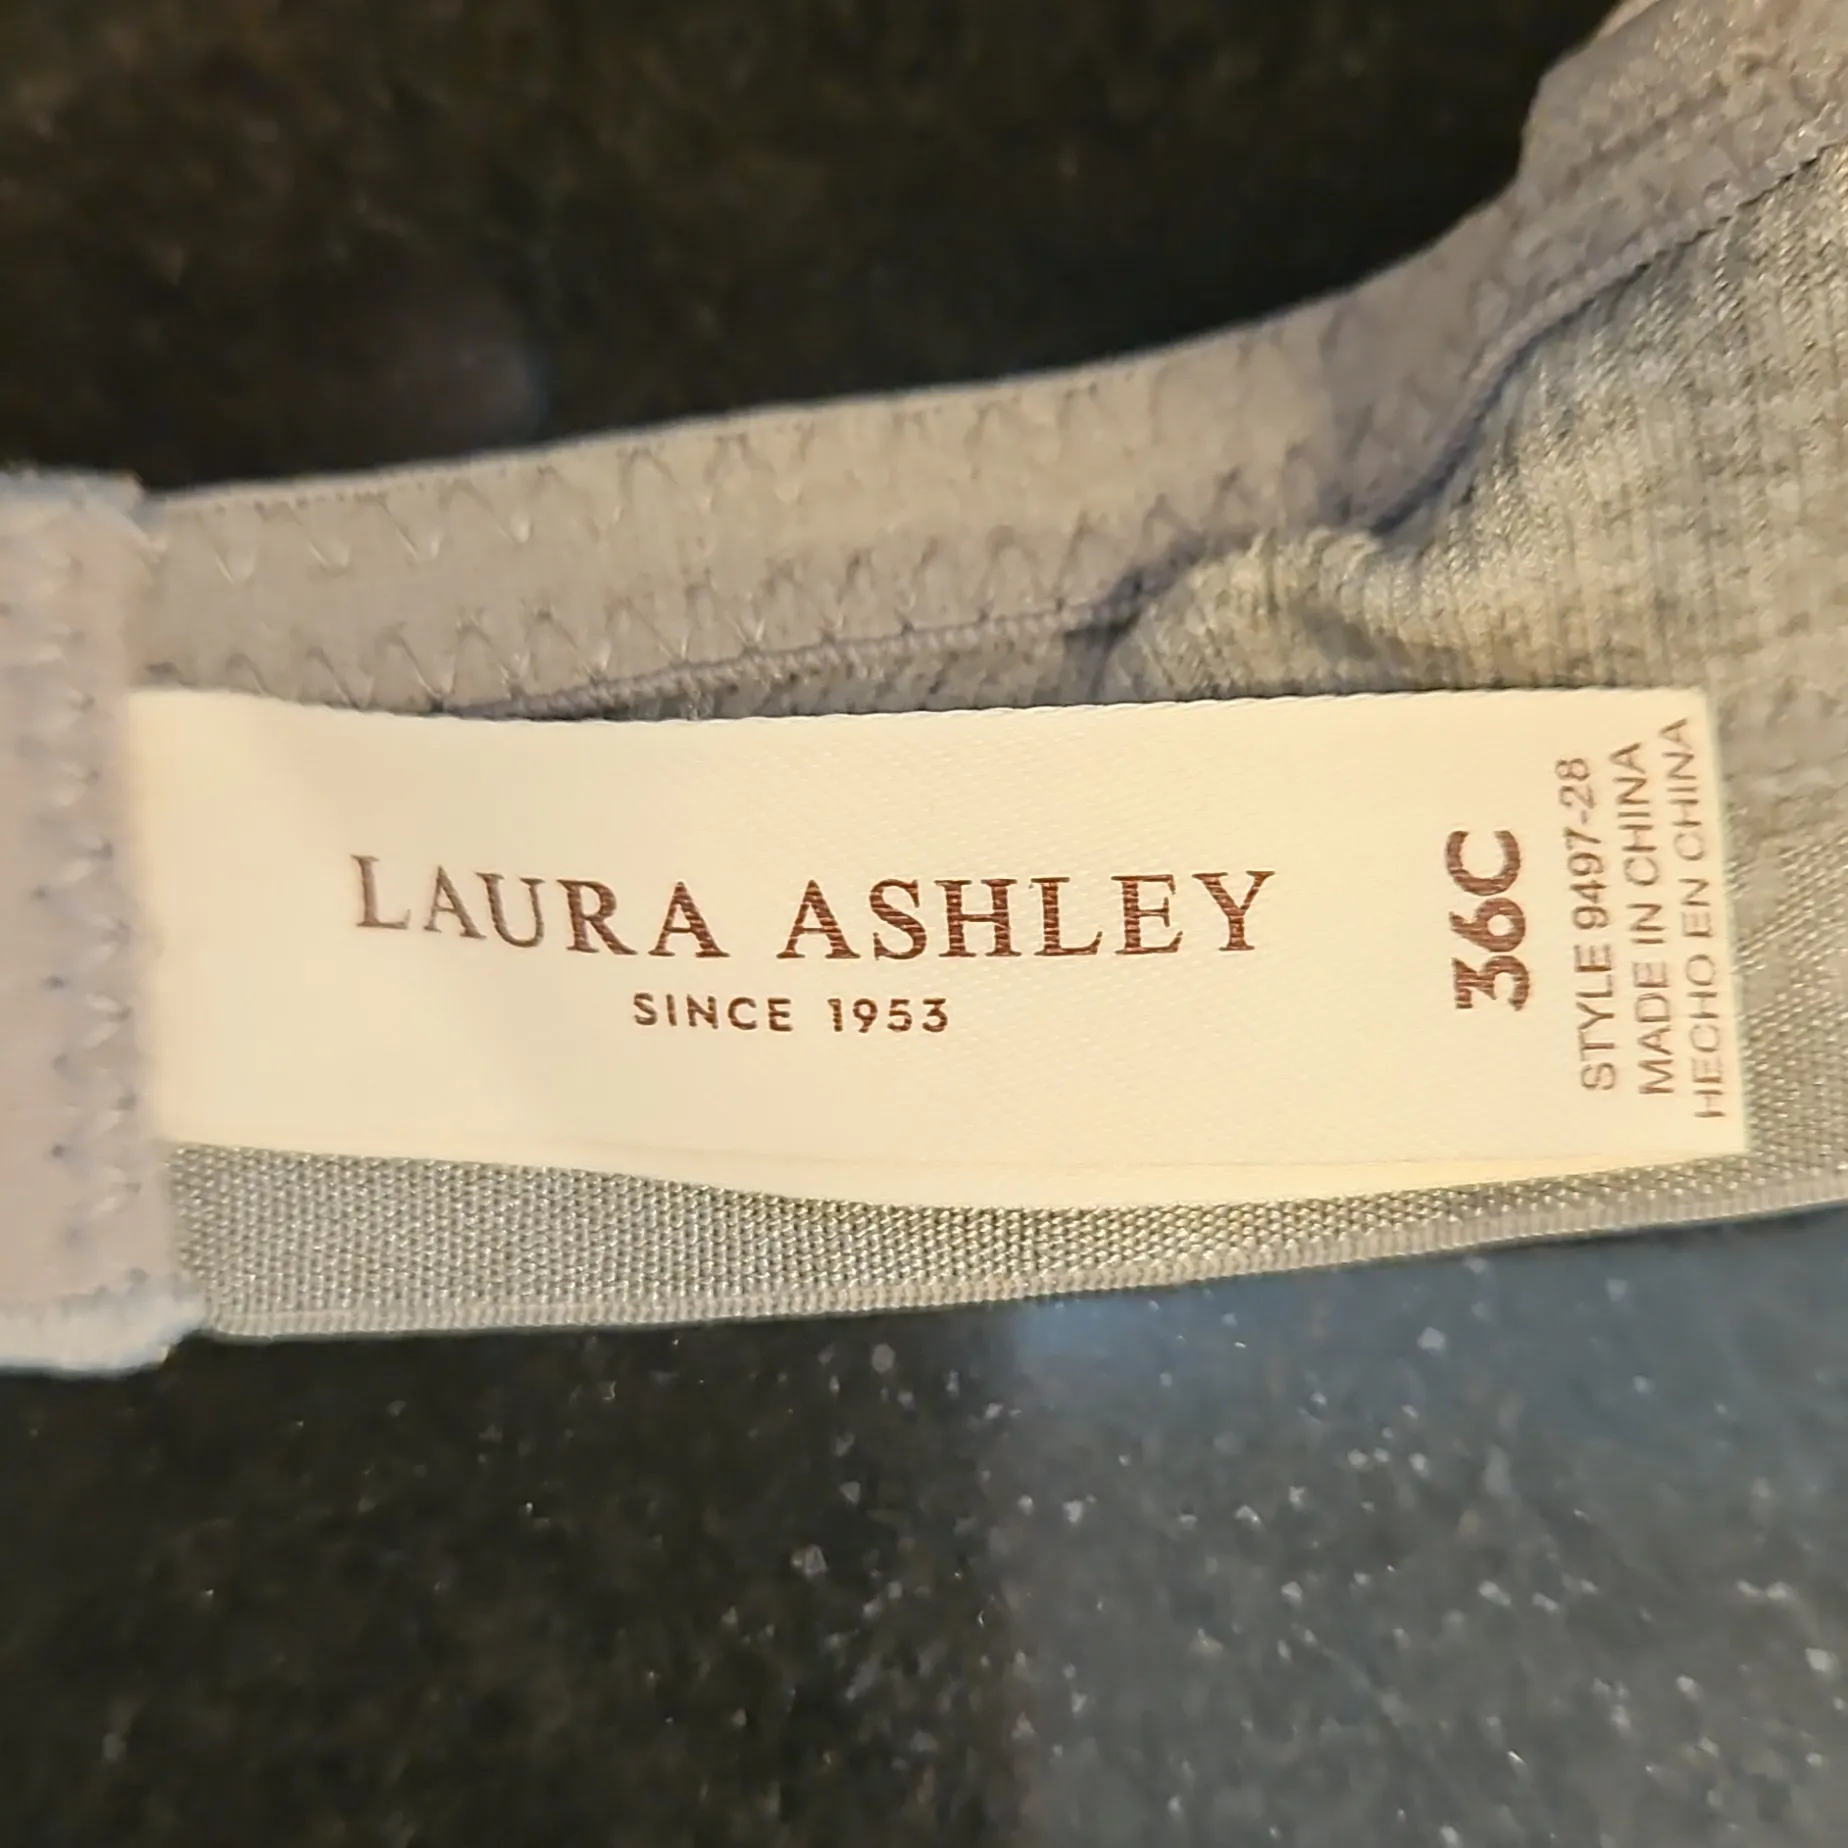 LAURA ASHLEY
SINCE 1953
36C
STYLE 9497-28
MADE IN CHINA
HECHO EN CHINA